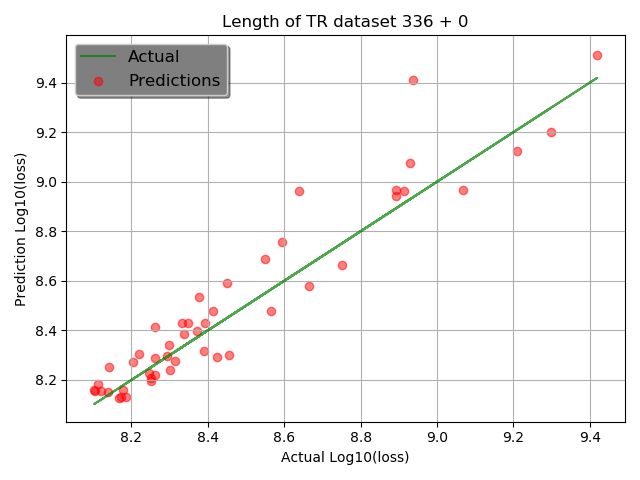 Length of TR dataset 336 + 0
Actual
Predictions
Prediction Log10(loss)
9.4
9.2
9.0
8.8
8.6
8.4
8.2
8.2 8.4 8.6 8.8 9.0 9.2 9.4
Actual Log10(loss)